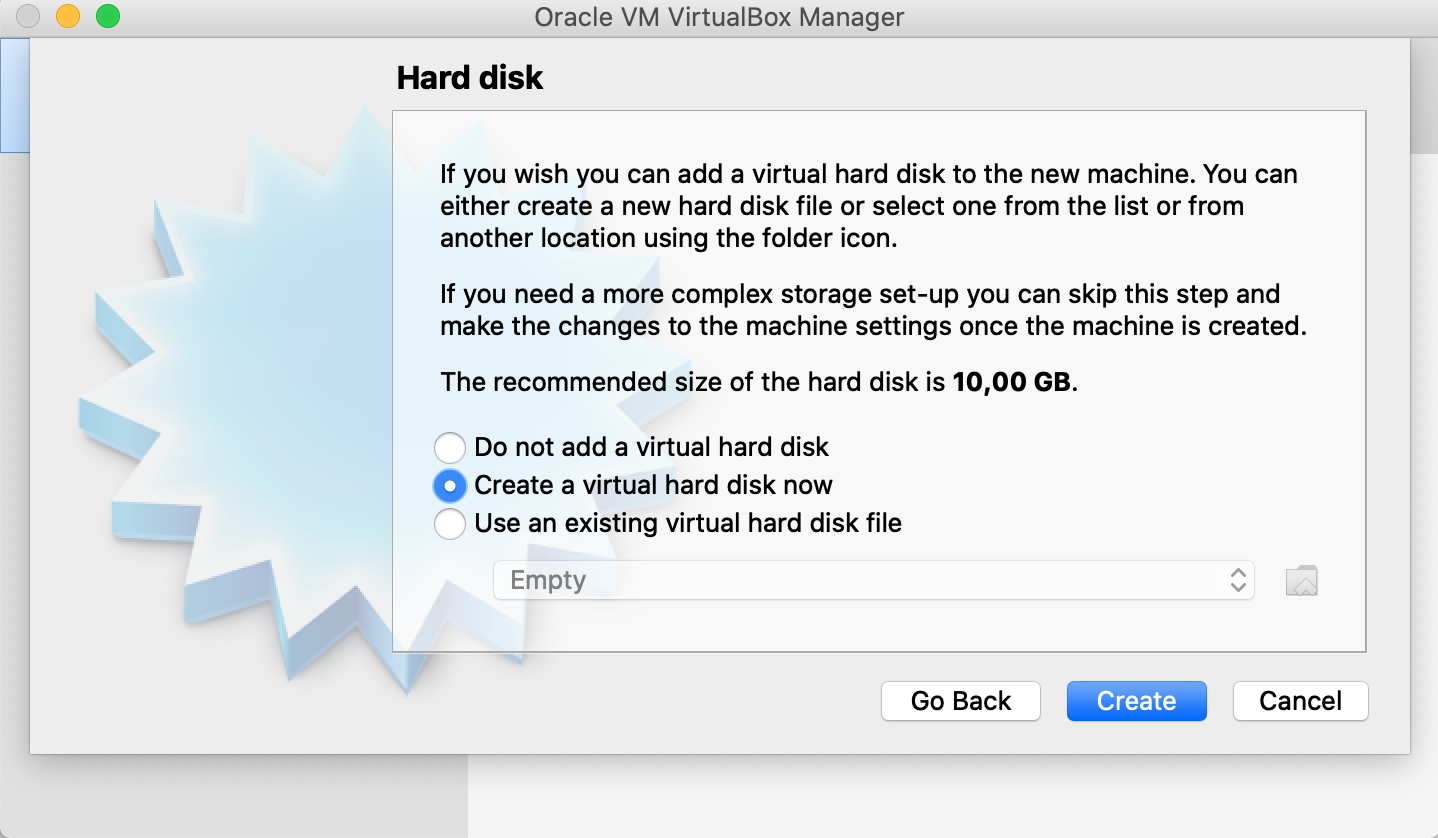 Oracle VM VirtualBox Manager
Hard disk
If you wish you can add a virtual hard disk to the new machine. You can
either create a new hard disk file or select one from the list or from
another location using the folder icon.
If you need a more complex storage set-up you can skip this step and
make the changes to the machine settings once the machine is created.
The recommended size of the hard disk is 10,00 GB.
Do not add a virtual hard disk
Create a virtual hard disk now
Use an existing virtual hard disk file
Empty
Go Back
Create
Cancel